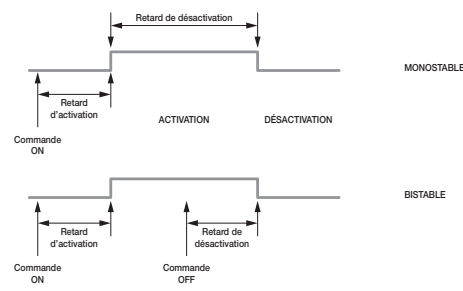 Retard de désactivation
MONOSTABLE
Retard
d'activation
ACTIVATION
DÉSACTIVATION
Commande
ON
BISTABLE
Retard
d'activation
Retard de
désactivation
Commande
ON
Commande
OFF